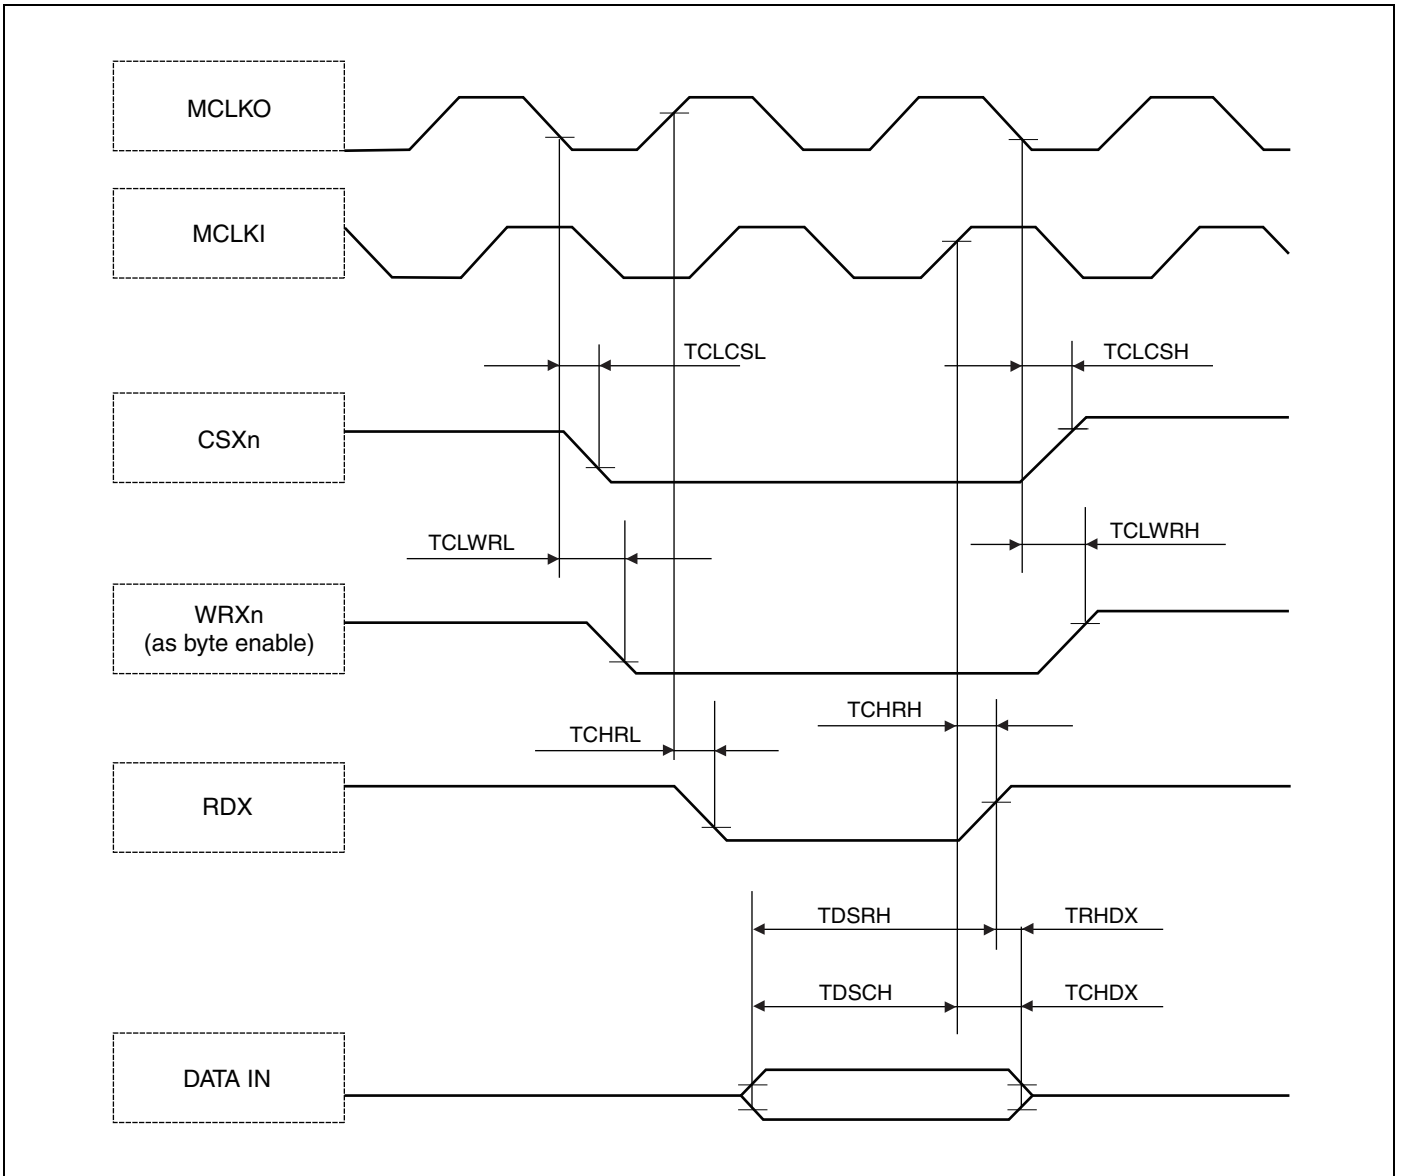 MCLKO
MCLKI
TCLCSL
TCLCSH
CSXn
TCLWRL
TCLWRH
WRXn
(as byte enable)
TCHRH
TCHRL
RDX
TDSRH
TRHDX
TDSCH
TCHDX
DATA IN